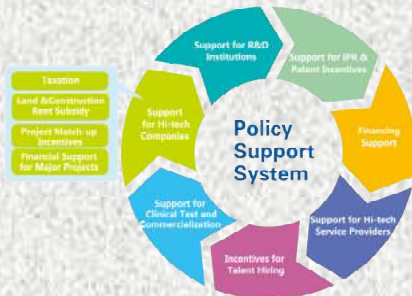 Support for R&D
Institutions
Support for IPR &
Patent Incentives
Taxation
Land &Construction
Rent Subsidy
Project Match-up
Incentives
Financial Support
for Major Projects
Support
for Hi-tech
Companies
Policy
Support
System
Financing
Support
Support for
Clinical Test and
Commercialization
Support for Hi-tech
Service Providers
Incentives for
Talent Hiring